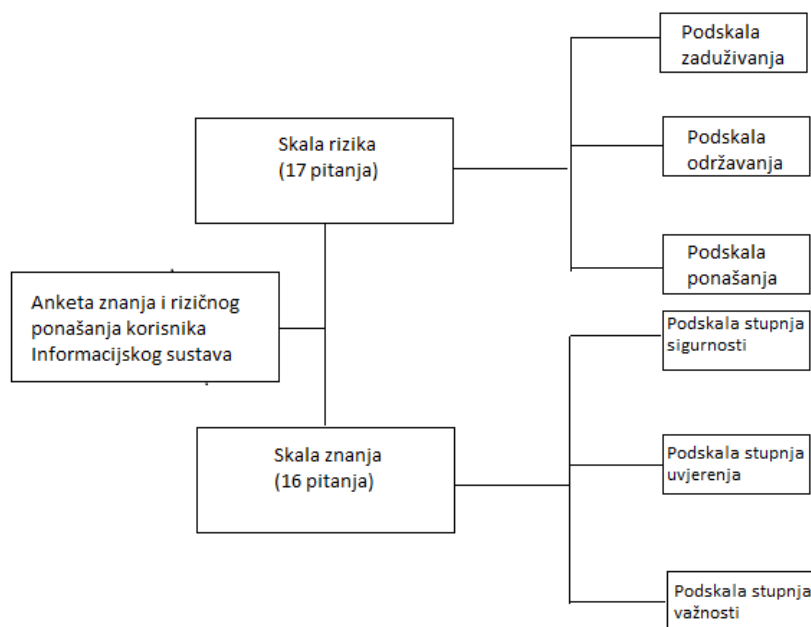 Anketa znanja i rizičnog
ponašanja korisnika
Informacijskog sustava
Skala rizika
(17 pitanja)
Podskala
zaduživanja
Podskala
održavanja
Podskala
ponašanja
Skala znanja
(16 pitanja)
Podskala stupnja
sigurnosti
Podskala stupnja
uvjerenja
Podskala stupnja
važnosti